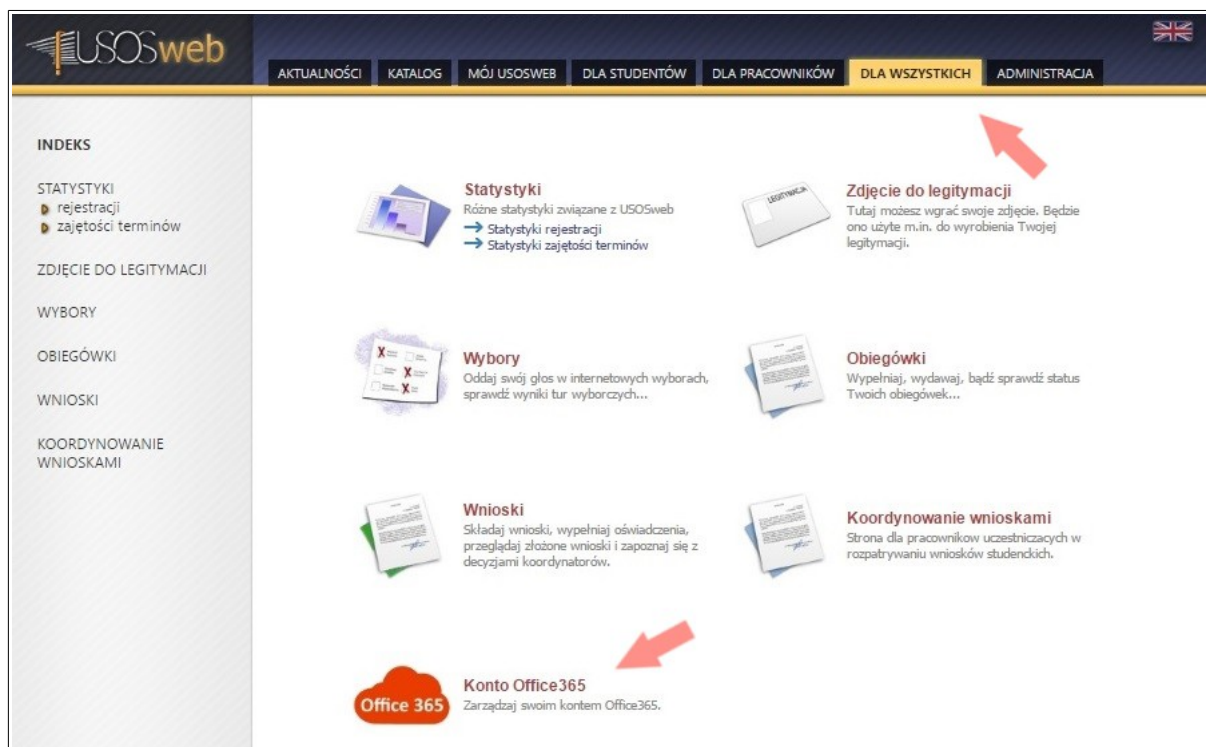 USOSweb
AKTUALNOŚCI KATALOG MÓJ USOSWEB DLA STUDENTÓW DLA PRACOWNIKÓW DLA WSZYSTKICH ADMINISTRACJA
INDEKS
STATYSTYKI
rejestracji
zajętości terminów
ZDJĘCIE DO LEGITYMACJI
WYBORY
OBIEGÓWKI
WNIOSKI
KOORDYNOWANIE
WNIOSKAMI
Statystyki
Różne statystyki związane z USOSweb
Statystyki rejestracji
Statystyki zajętości terminów
LEGITYMACJA
Zdjęcie do legitymacji
Tutaj możesz wgrać swoje zdjęcie. Będzie
ono użyte m.in. do wyrobienia Twojej
legitymacji.
Wybory
Oddaj swój głos w internetowych wyborach,
sprawdź wyniki tur wyborczych...
Obiegówki
Wypełniaj, wydawaj, bądź sprawdź status
Twoich obiegówek...
Wnioski
Składaj wnioski, wypełniaj oświadczenia,
przeglądaj złożone wnioski i zapoznaj się z
decyzjami koordynatorów.
Koordynowanie wnioskami
Strona dla pracownikow uczestniczacych w
rozpatrywaniu wniosków studenckich.
Office 365
Konto Office365
Zarządzaj swoim kontem Office365.